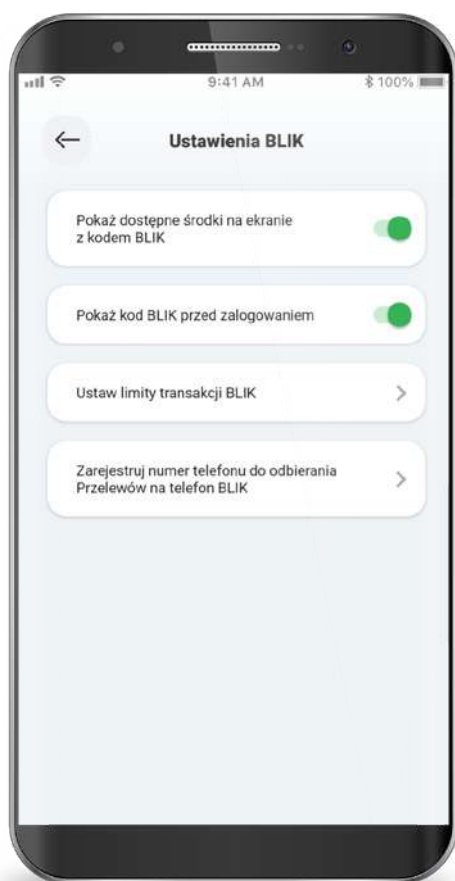 9:41 AM
100%
Ustawienia BLIK
Pokaż dostępne środki na ekranie
z kodem BLIK
Pokaż kod BLIK przed zalogowaniem
Ustaw limity transakcji BLIK
Zarejestruj numer telefonu do odbierania
Przelewów na telefon BLIK